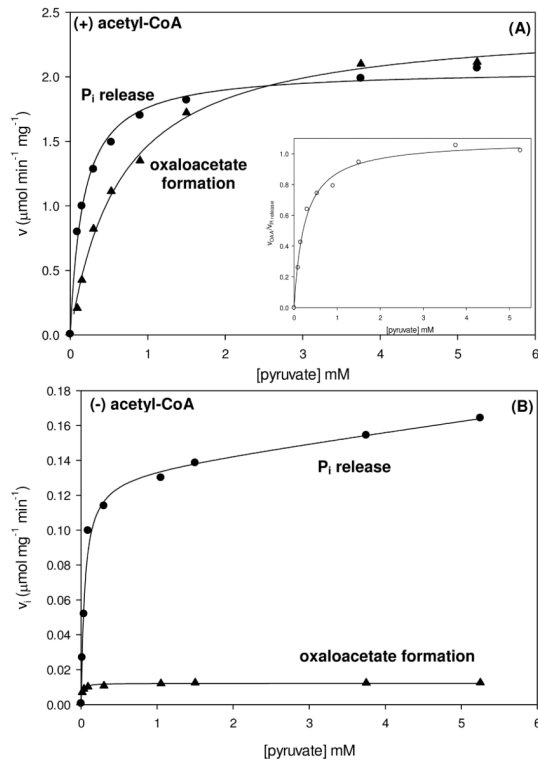 (+) acetyl-CoA
(A)
2.5
2.0
1.5
1.0
0.5
0.0
v (μmol min⁻¹ mg⁻¹)
Pᵢ release
oxaloacetate
formation
1.0
0.8
0.6
0.4
0.2
0.0
0 1 2 3 4 5
[pyruvate] mM
0 1 2 3 4 5 6
[pyruvate] mM
(-) acetyl-CoA
(B)
0.18
0.16
0.14
0.12
0.10
0.08
0.06
0.04
0.02
0.00
vᵢ (μmol mg⁻¹ min⁻¹)
Pᵢ release
oxaloacetate formation
0 1 2 3 4 5 6
[pyruvate] mM